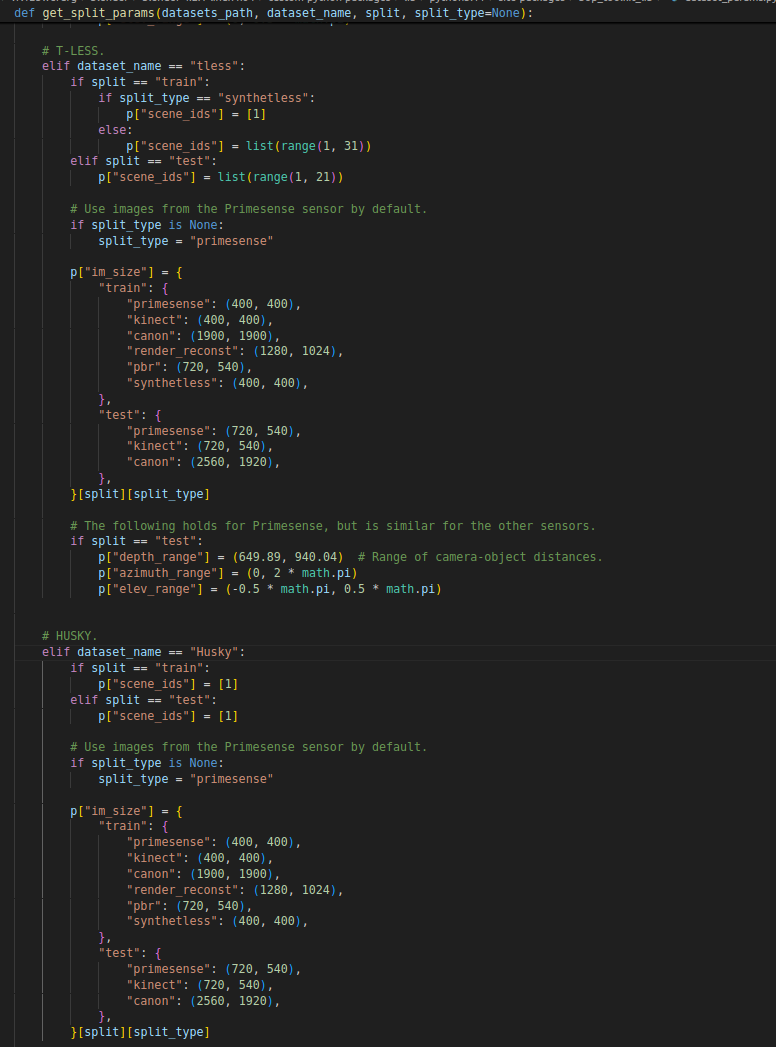 def get_split_params(datasets_path, dataset_name, split, split_type=None):
# T-LESS.
elif dataset_name == "tless":
if split == "train":
if split_type == "synthetless":
p["scene_ids"] = [1]
else:
p["scene_ids"] = list(range(1, 31))
elif split == "test":
p["scene_ids"] = list(range(1, 21))
# Use images from the Primesense sensor by default.
if split_type is None:
split_type = "primesense"
p["im_size"] = {
"train": {
"primesense": (400, 400),
"kinect": (400, 400),
"canon": (1900, 1900),
"render_reconst": (1280, 1024),
"pbr": (720, 540),
"synthetless": (400, 400),
},
"test": {
"primesense": (720, 540),
"kinect": (720, 540),
"canon": (2560, 1920),
},
}[split][split_type]
# The following holds for Primesense, but is similar for the other sensors.
if split == "test":
p["depth_range"] = (649.89, 940.04)  # Range of camera-object distances.
p["azimuth_range"] = (0, 2 * math.pi)
p["elev_range"] = (-0.5 * math.pi, 0.5 * math.pi)
# HUSKY.
elif dataset_name == "Husky":
if split == "train":
p["scene_ids"] = [1]
elif split == "test":
p["scene_ids"] = [1]
# Use images from the Primesense sensor by default.
if split_type is None:
split_type = "primesense"
p["im_size"] = {
"train": {
"primesense": (400, 400),
"kinect": (400, 400),
"canon": (1900, 1900),
"render_reconst": (1280, 1024),
"pbr": (720, 540),
"synthetless": (400, 400),
},
"test": {
"primesense": (720, 540),
"kinect": (720, 540),
"canon": (2560, 1920),
},
}[split][split_type]